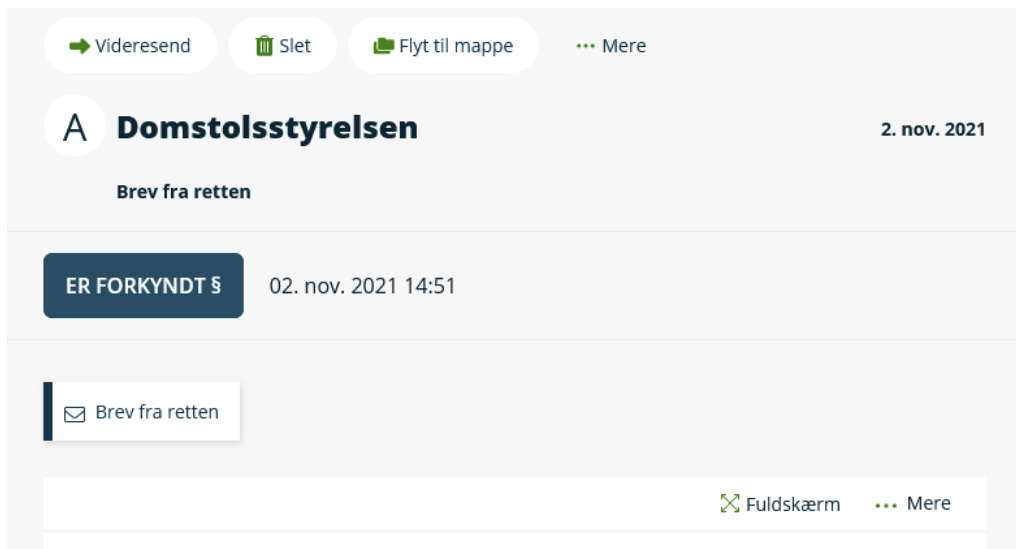 Videresend Slet Flyt til mappe ··· Mere
A Domstolsstyrelsen 2. nov. 2021
Brev fra retten
ER FORKYNDT § 02. nov. 2021 14:51
Brev fra retten
Fuldskærm ... Mere